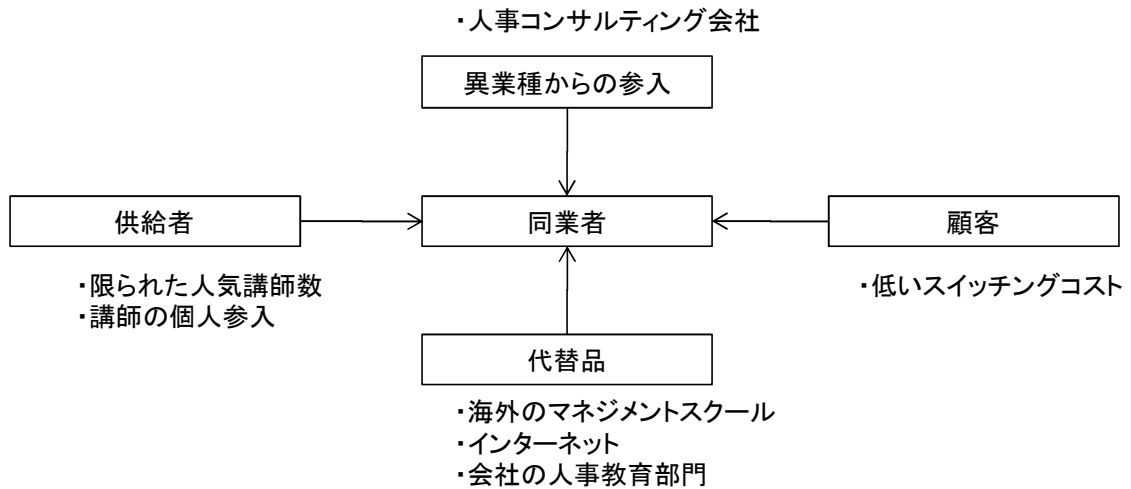 ・人事コンサルティング会社
異業種からの参入
供給者
同業者
顧客
・限られた人気講師数
・講師の個人参入
・低いスイッチングコスト
代替品
・海外のマネジメントスクール
・インターネット
・会社の人事教育部門